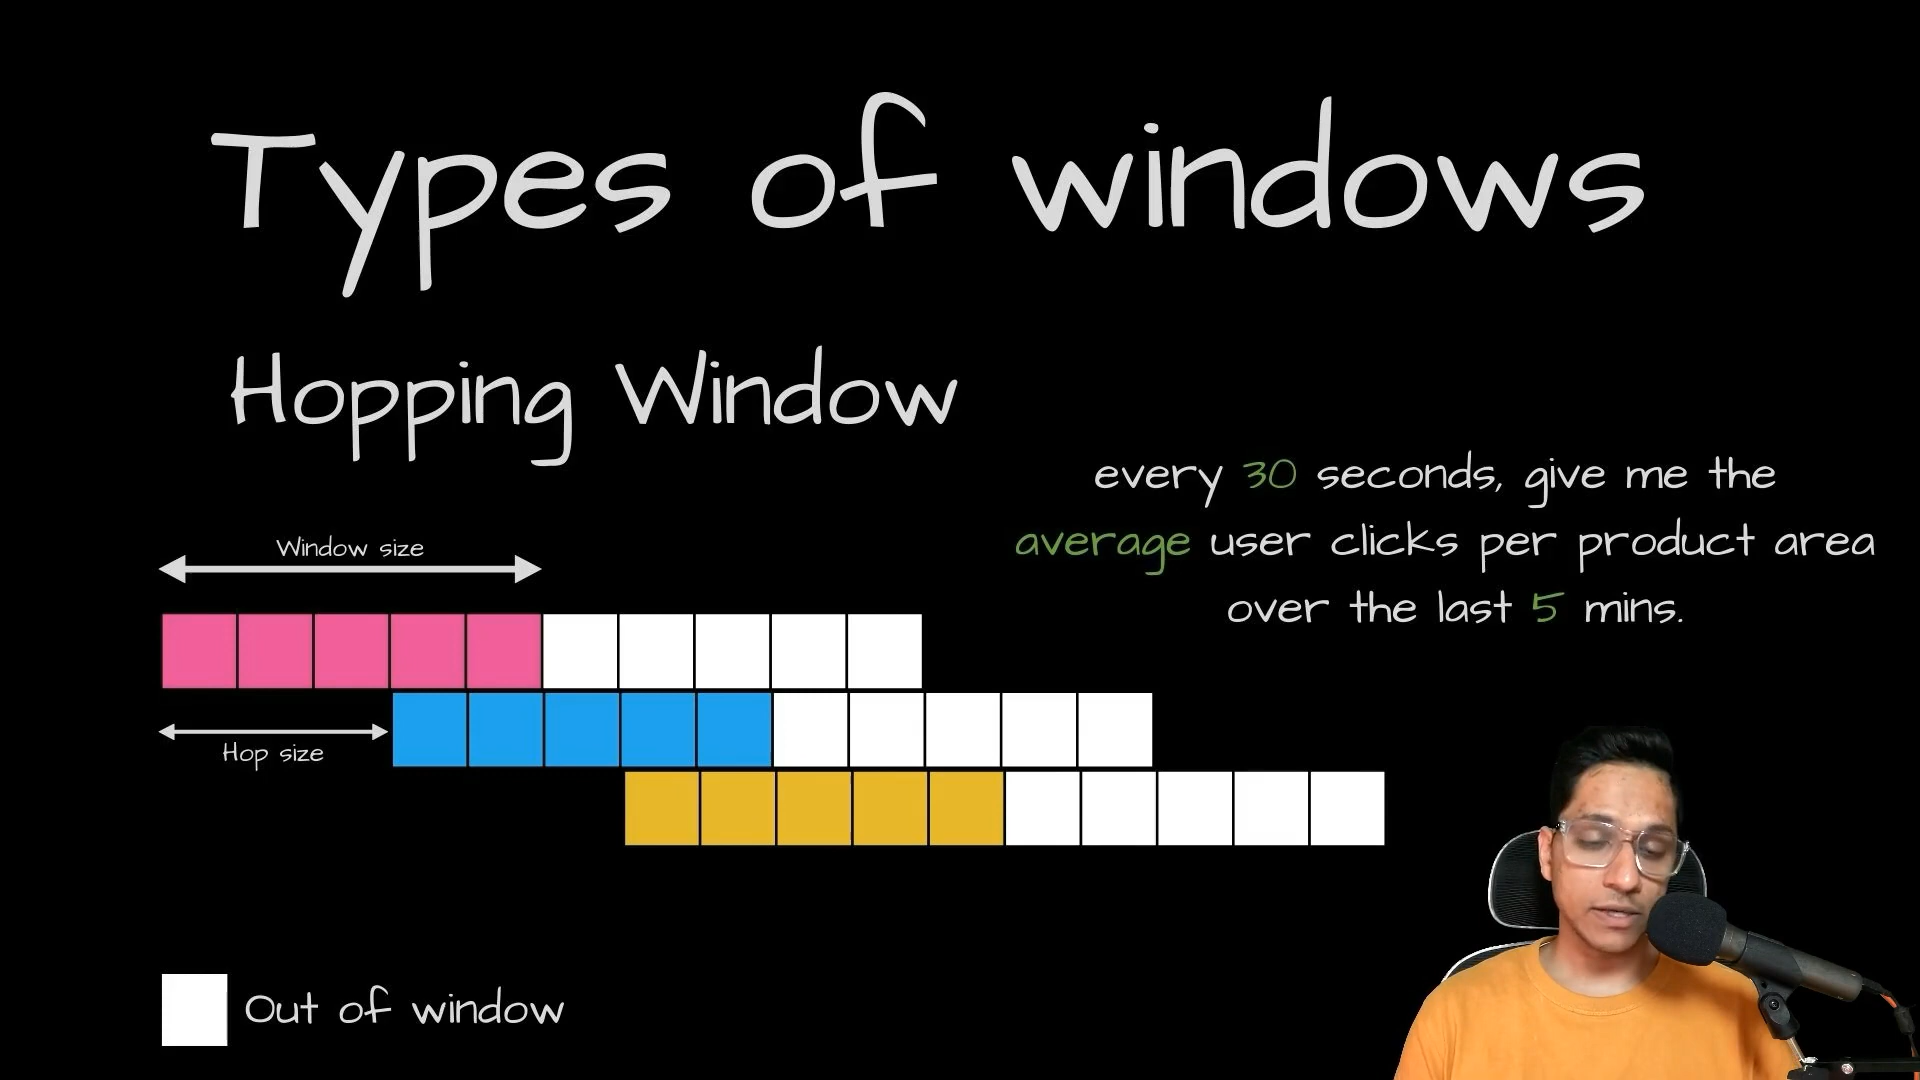 Types of windows
Hopping Window
every 30 seconds, give me the
average user clicks per product area
over the last 5 mins.
Window size
Hop size
Out of window